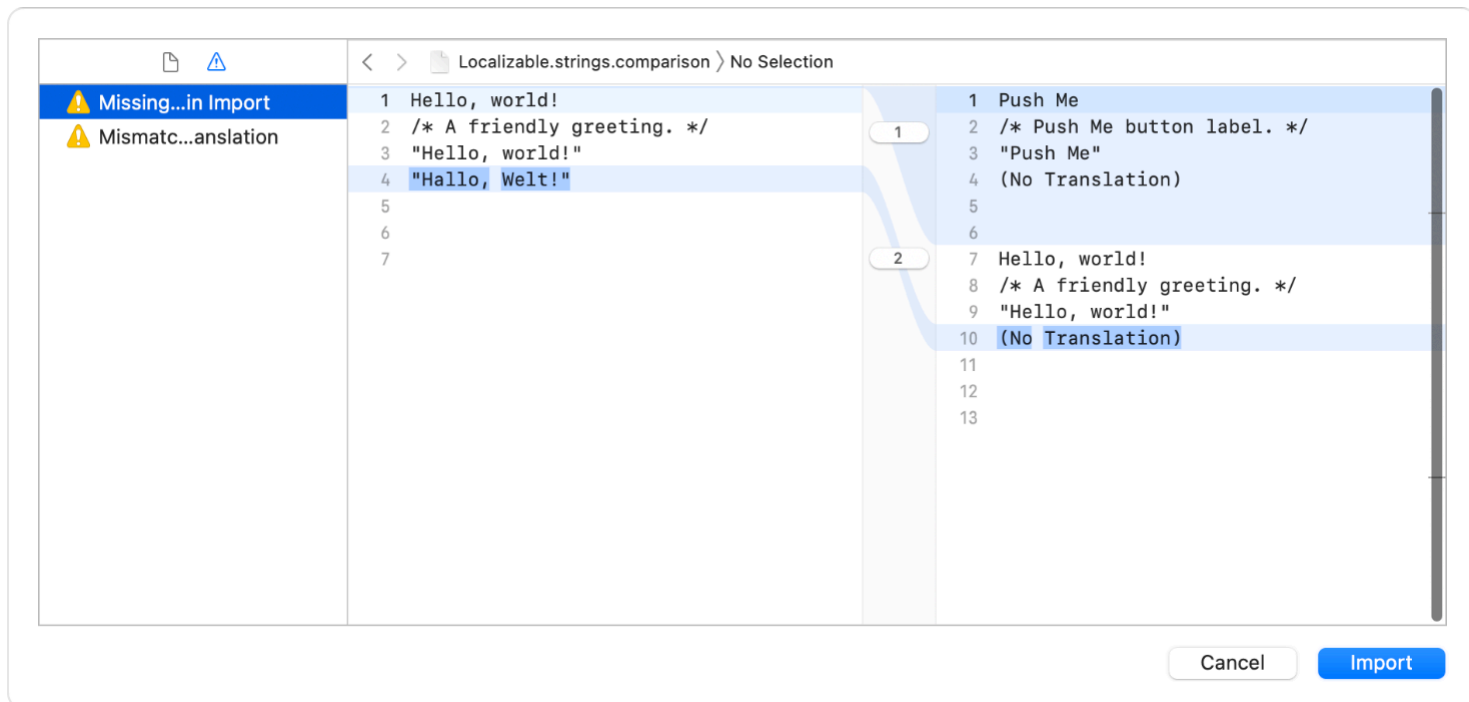 Localizable.strings.comparison 〉No Selection
Missing...in Import
Mismatc...anslation
1 Hello, world!
2 /* A friendly greeting. */
3 "Hello, world!"
4 "Hallo, Welt!"
5
6
7
1
2
1 Push Me
2 /* Push Me button label. */
3 "Push Me"
4 (No Translation)
5
6
7 Hello, world!
8 /* A friendly greeting. */
9 "Hello, world!"
10 (No Translation)
11
12
13
Cancel
Import